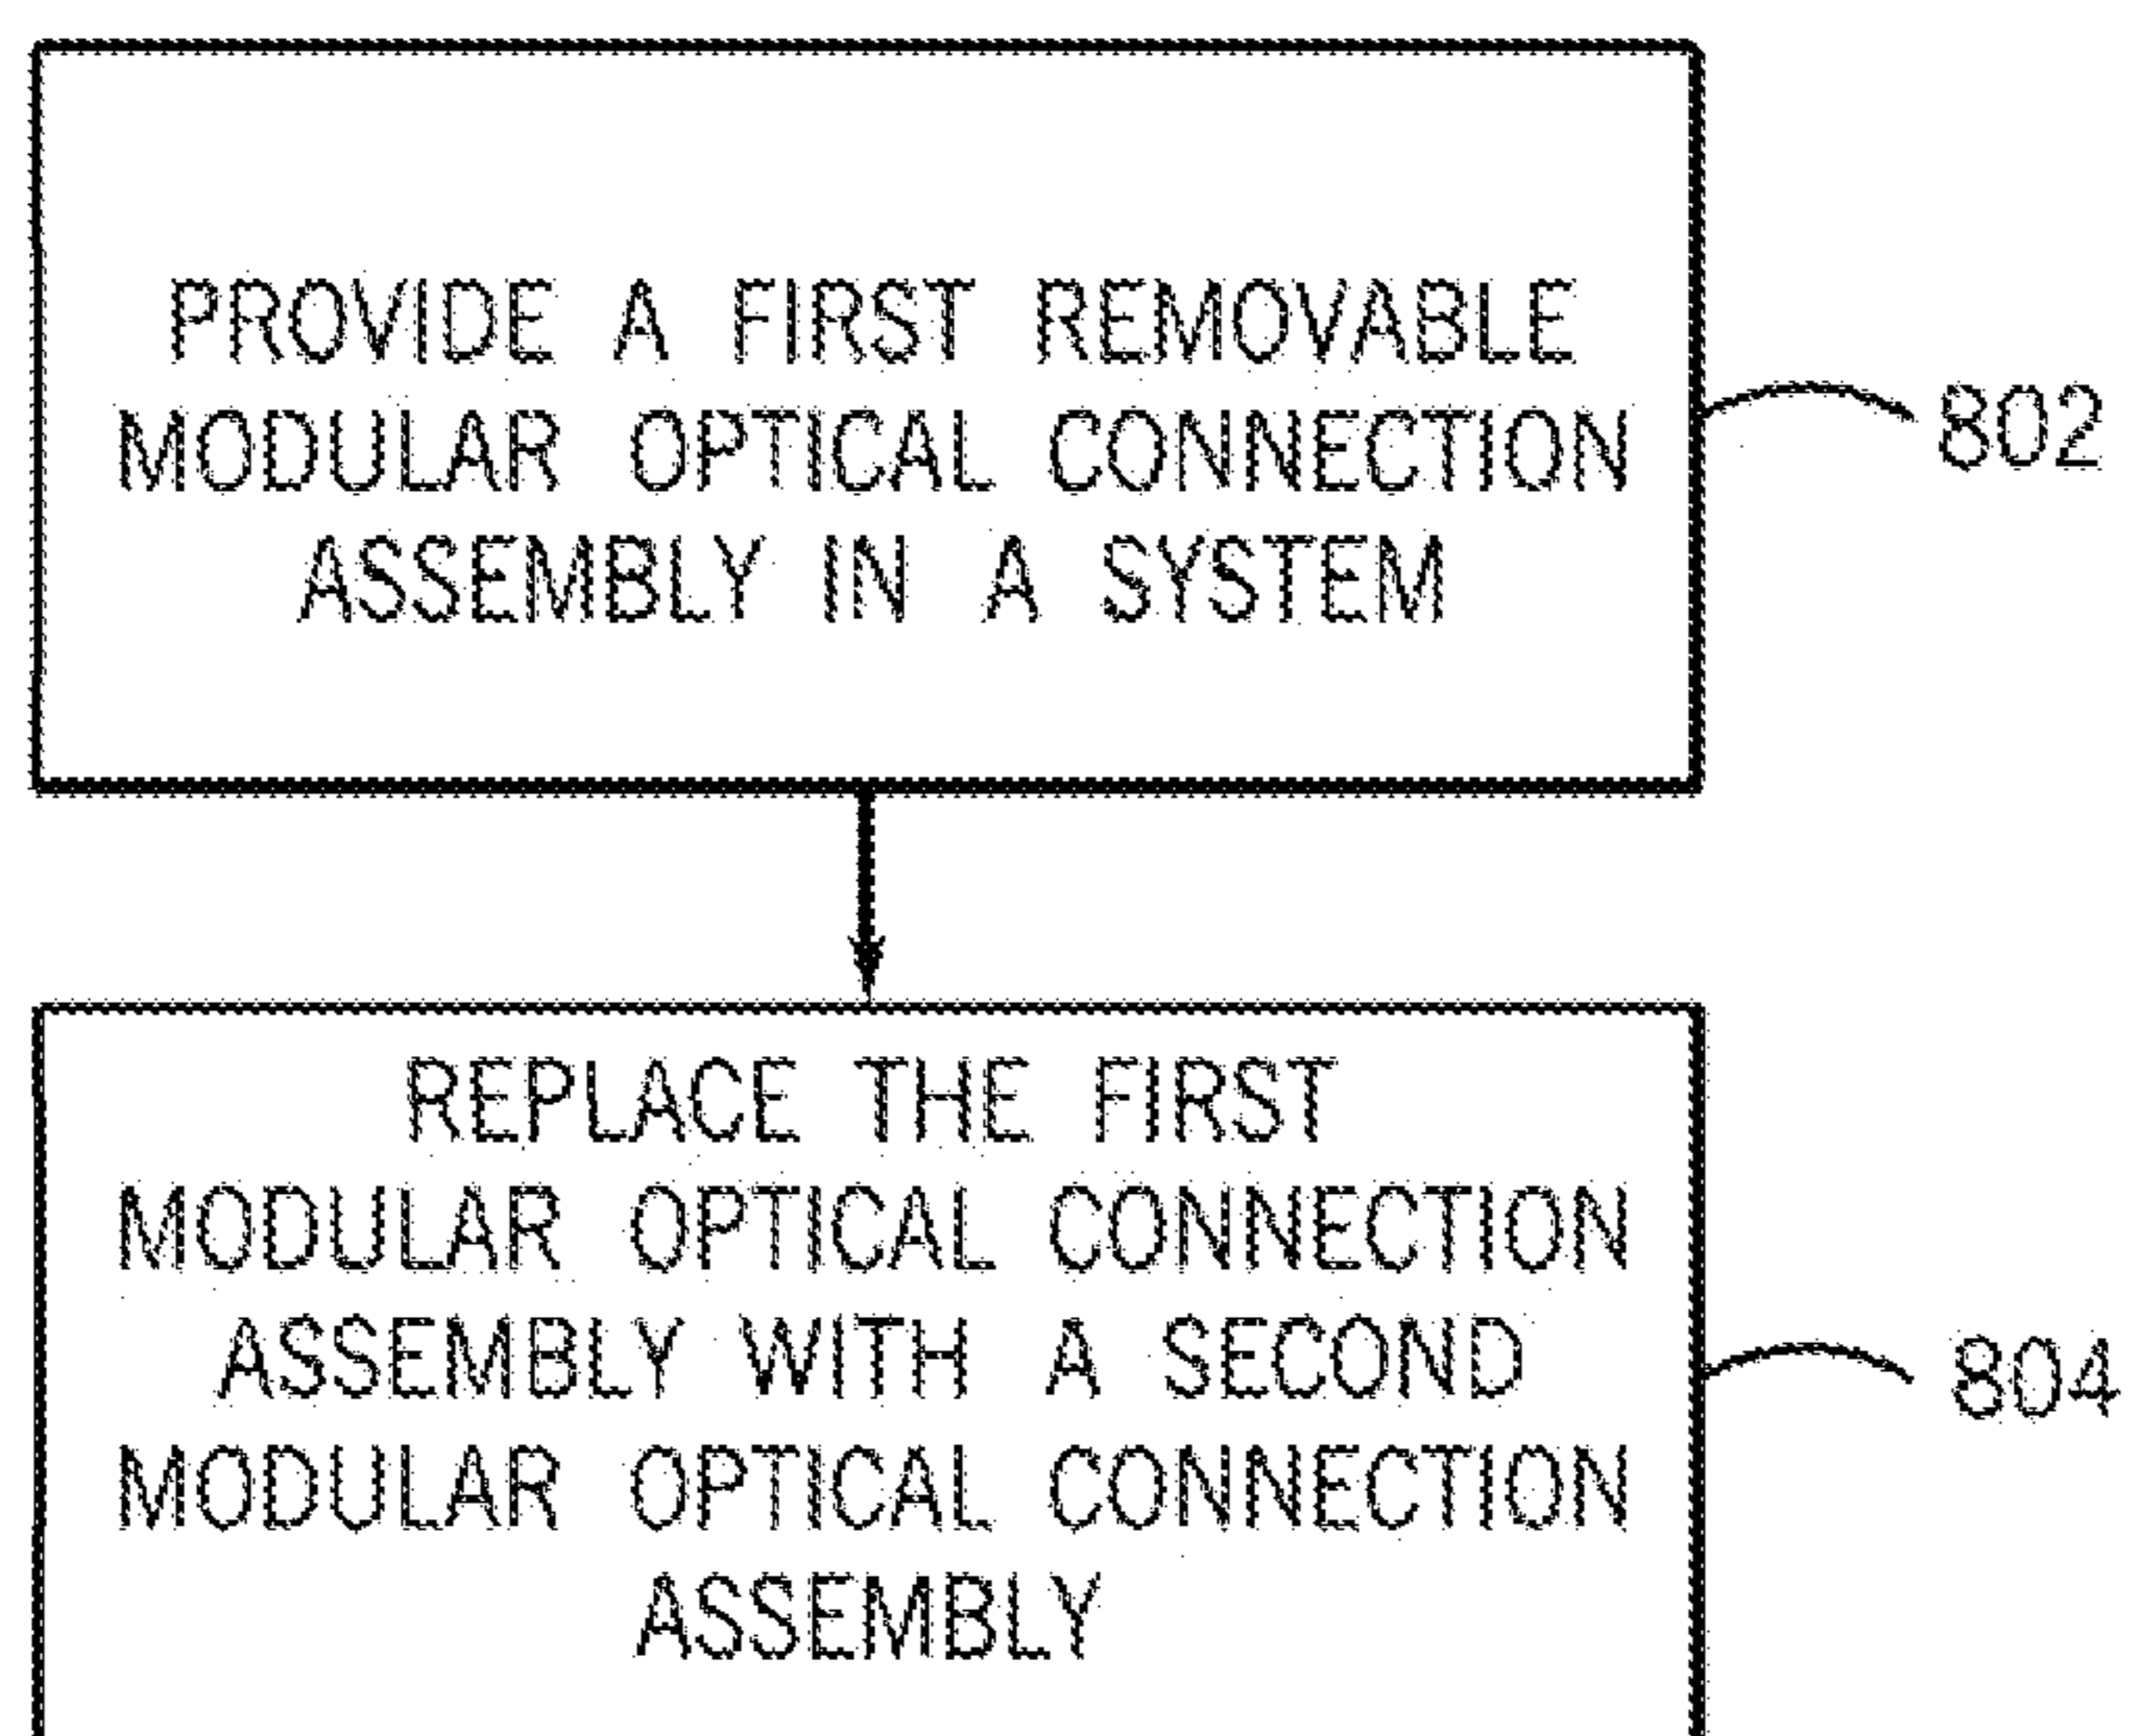 PROVIDE A FIRST REMOVABLE
MODULAR OPTICAL CONNECTION
ASSEMBLY IN A SYSTEM
802
REPLACE THE FIRST
MODULAR OPTICAL CONNECTION
ASSEMBLY WITH A SECOND
MODULAR OPTICAL CONNECTION
ASSEMBLY
804